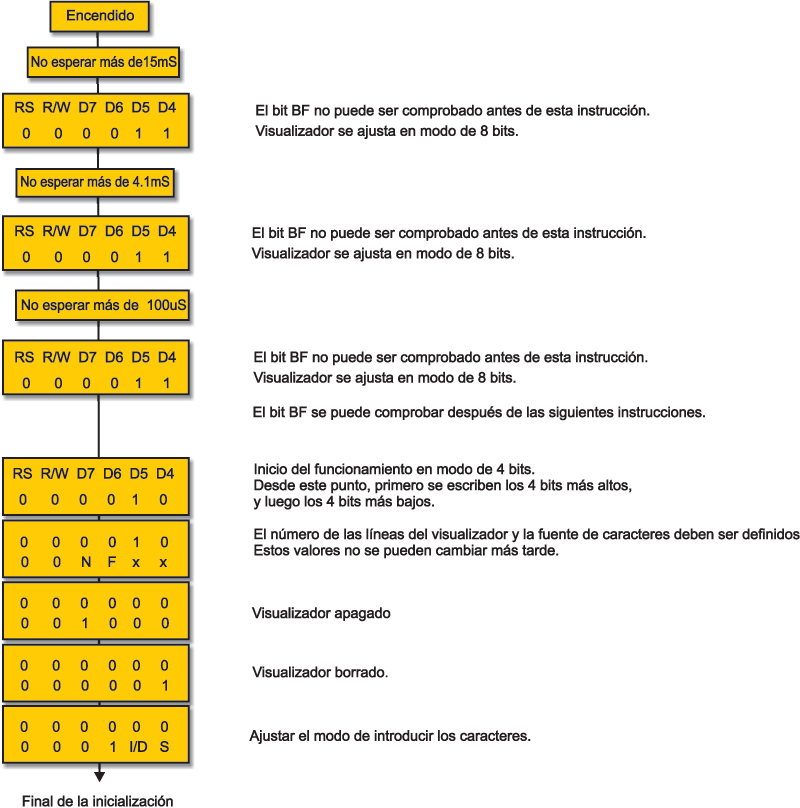 Encendido
No esperar más de15mS
RS R/W D7 D6 D5 D4
0 0 0 0 1 1
El bit BF no puede ser comprobado antes de esta instrucción.
Visualizador se ajusta en modo de 8 bits.
No esperar más de 4.1mS
RS R/W D7 D6 D5 D4
0 0 0 0 1 1
El bit BF no puede ser comprobado antes de esta instrucción.
Visualizador se ajusta en modo de 8 bits.
No esperar más de 100uS
RS R/W D7 D6 D5 D4
0 0 0 0 1 1
El bit BF no puede ser comprobado antes de esta instrucción.
Visualizador se ajusta en modo de 8 bits.
El bit BF se puede comprobar después de las siguientes instrucciones.
RS R/W D7 D6 D5 D4
0 0 0 0 1 0
Inicio del funcionamiento en modo de 4 bits.
Desde este punto, primero se escriben los 4 bits más altos,
y luego los 4 bits más bajos.
0 0 0 0 1 0
0 0 N F x x
El número de las líneas del visualizador y la fuente de caracteres deben ser definidos
Estos valores no se pueden cambiar más tarde.
0 0 0 0 0 0
0 0 1 0 0 0
Visualizador apagado
0 0 0 0 0 0
0 0 0 0 0 1
Visualizador borrado.
0 0 0 0 0 0
0 0 0 1 I/D S
Ajustar el modo de introducir los caracteres.
Final de la inicialización